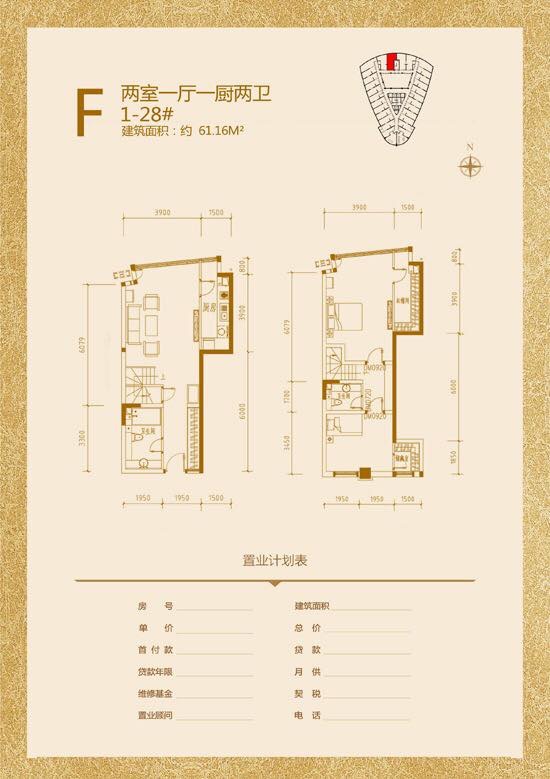 F
两室一厅一厨两卫
1-28#
建筑面积：约 61.16M²
N
3900 1500
3900 1500
800
800
厨房
衣帽间
6079
3900
6079
3900
上
DM0920
卫生间
卫生间
DM0720
1200
6000
6000
DM0920
3300
3450
储藏室
1850
1950 1950 1500
1950 1950 1500
置业计划表
房 号 建筑面积
单 价 总 价
首 付 款 贷 款
贷款年限 月 供
维修基金 契 税
置业顾问 电 话